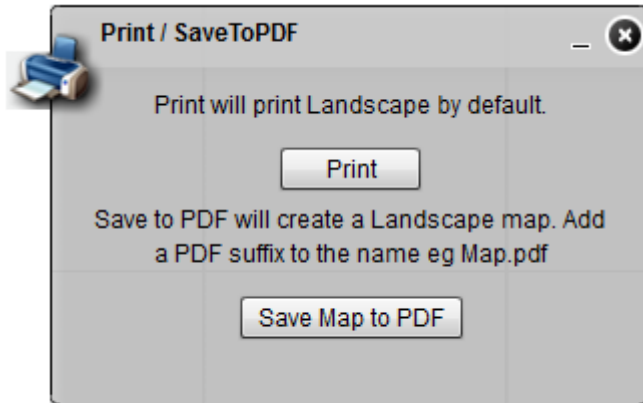 Print / SaveToPDF
Print will print Landscape by default.
Print
Save to PDF will create a Landscape map. Add
a PDF suffix to the name eg Map.pdf
Save Map to PDF